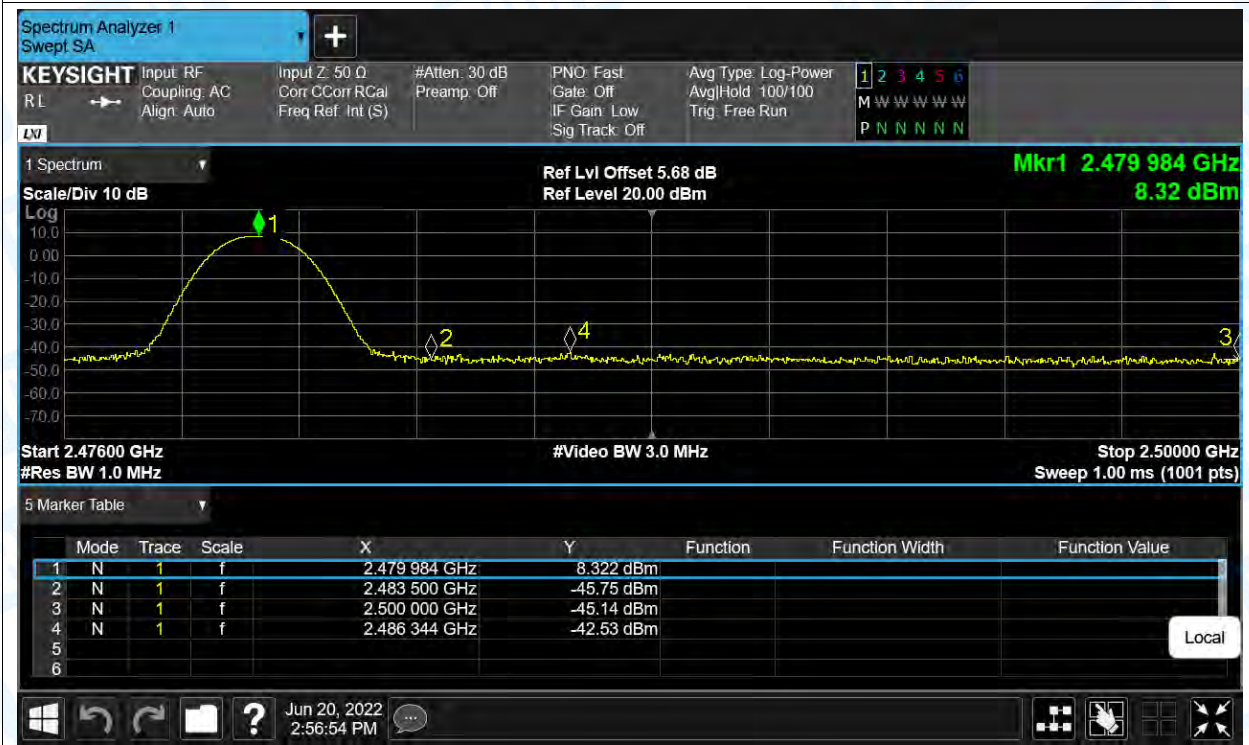 Spectrum Analyzer 1
Swept SA
+
KEYSIGHT
R L
LXI
Input: RF
Coupling: AC
Align: Auto
Input Z: 50 Ω
Corr CCorr RCal
Freq Ref: Int (S)
#Atten: 30 dB
Preamp: Off
PNO: Fast
Gate: Off
IF Gain: Low
Sig Track: Off
Avg Type: Log-Power
Avg|Hold: 100/100
Trig: Free Run
1 2 3 4 5 6
M W W W W W
P N N N N N
1 Spectrum
Scale/Div 10 dB
Ref Lvl Offset 5.68 dB
Ref Level 20.00 dBm
Mkr1 2.479 984 GHz
8.32 dBm
Log
10.0
0.00
-10.0
-20.0
-30.0
-40.0
-50.0
-60.0
-70.0
1
2
4
3
Start 2.47600 GHz
#Video BW 3.0 MHz
Stop 2.50000 GHz
#Res BW 1.0 MHz
Sweep 1.00 ms (1001 pts)
5 Marker Table
Mode Trace Scale X Y Function Function Width Function Value
1 N 1 f 2.479 984 GHz 8.322 dBm
2 N 1 f 2.483 500 GHz -45.75 dBm
3 N 1 f 2.500 000 GHz -45.14 dBm
4 N 1 f 2.486 344 GHz -42.53 dBm
5
6
Local
?
Jun 20, 2022
2:56:54 PM